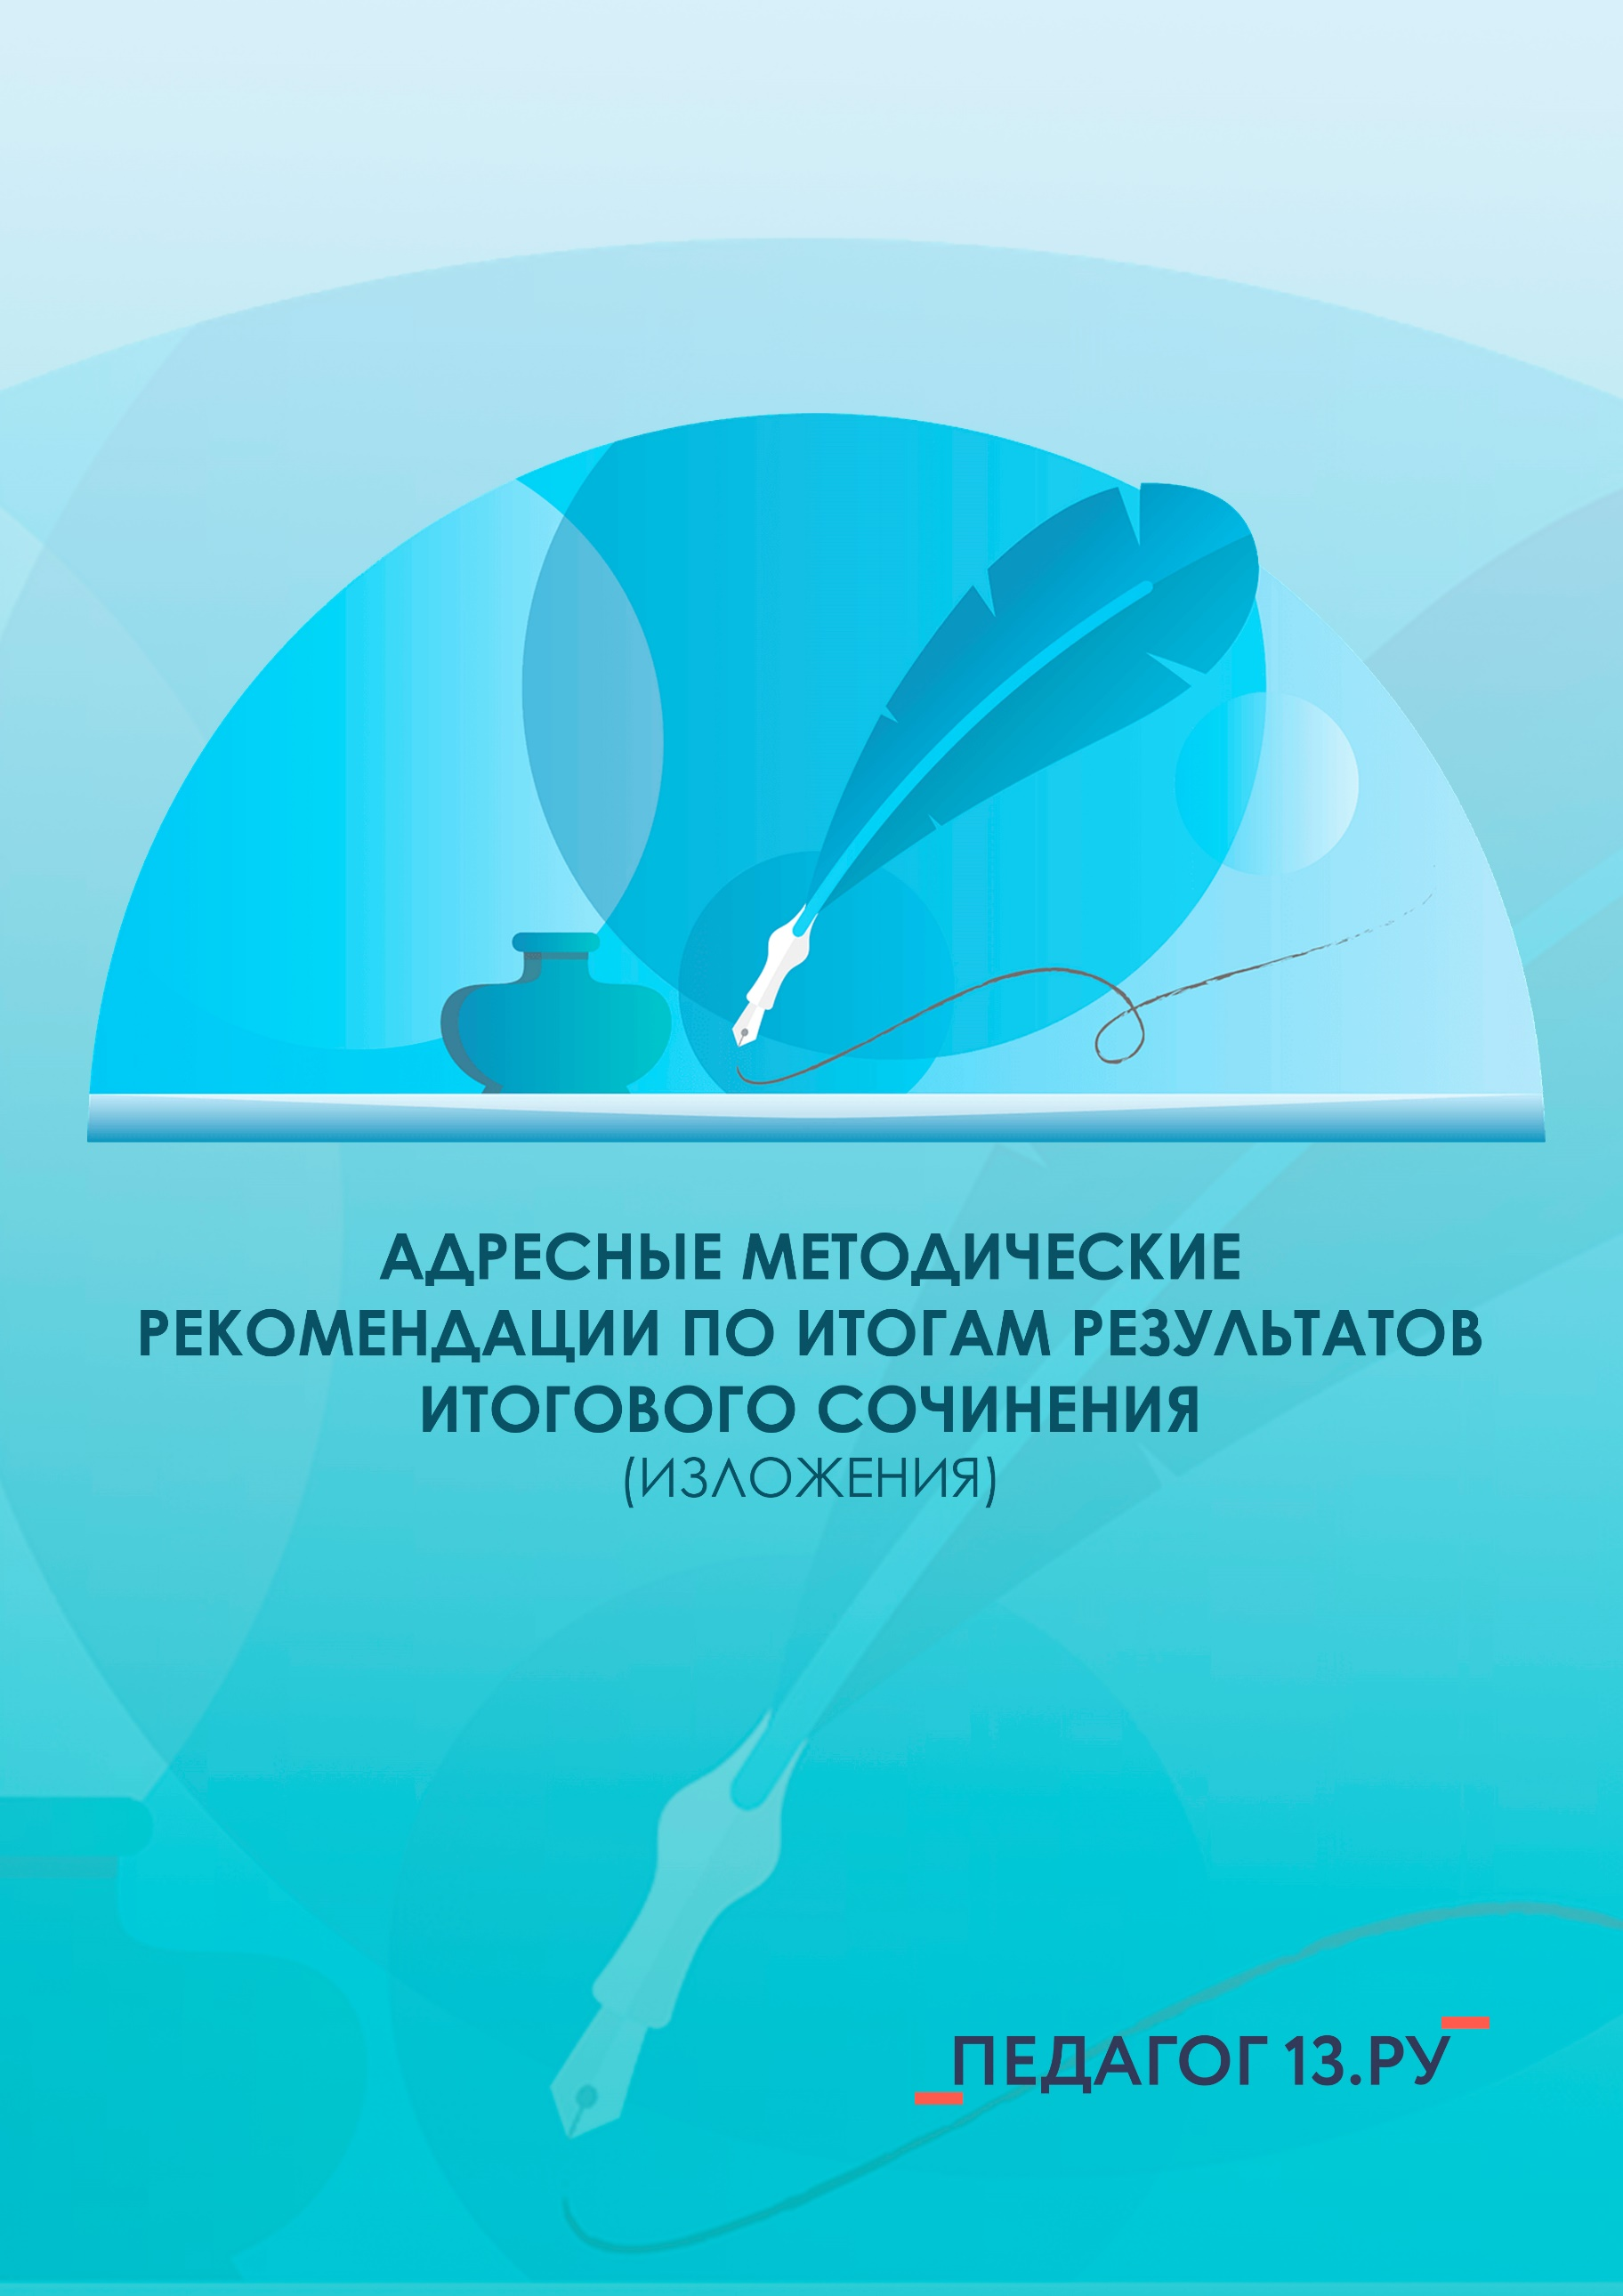 АДРЕСНЫЕ МЕТОДИЧЕСКИЕ
РЕКОМЕНДАЦИИ ПО ИТОГАМ РЕЗУЛЬТАТОВ
ИТОГОВОГО СОЧИНЕНИЯ
(ИЗЛОЖЕНИЯ)
ПЕДАГОГ 13.РУ